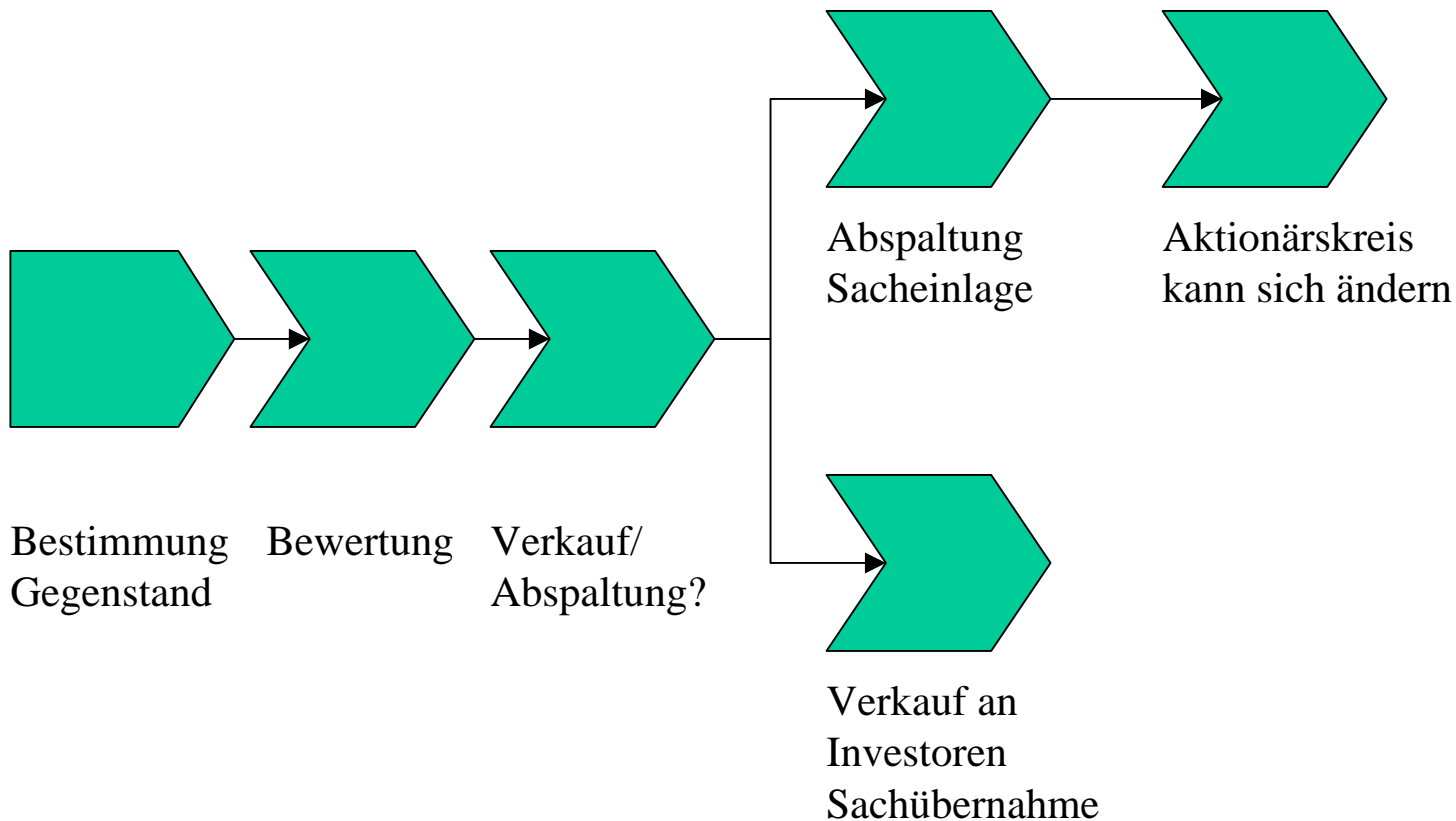 Abspaltung
Sacheinlage
Aktionärskreis
kann sich ändern
Bestimmung
Gegenstand
Bewertung
Verkauf/
Abspaltung?
Verkauf an
Investoren
Sachübernahme